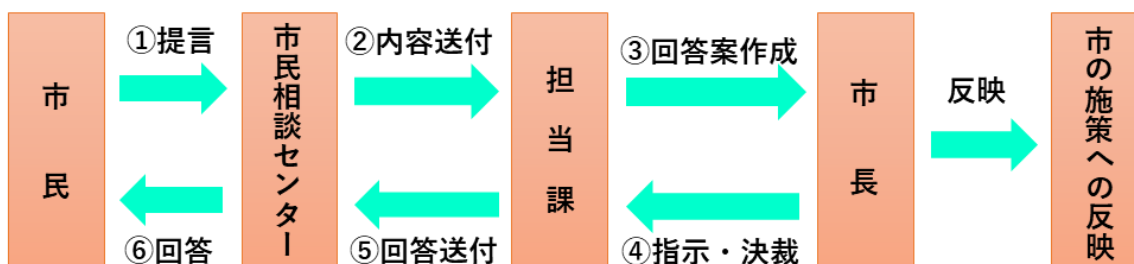 市民
①提言
市民相談センター
②内容送付
担当課
③回答案作成
市長
反映
市の施策への反映
④指示・決裁
⑤回答送付
⑥回答